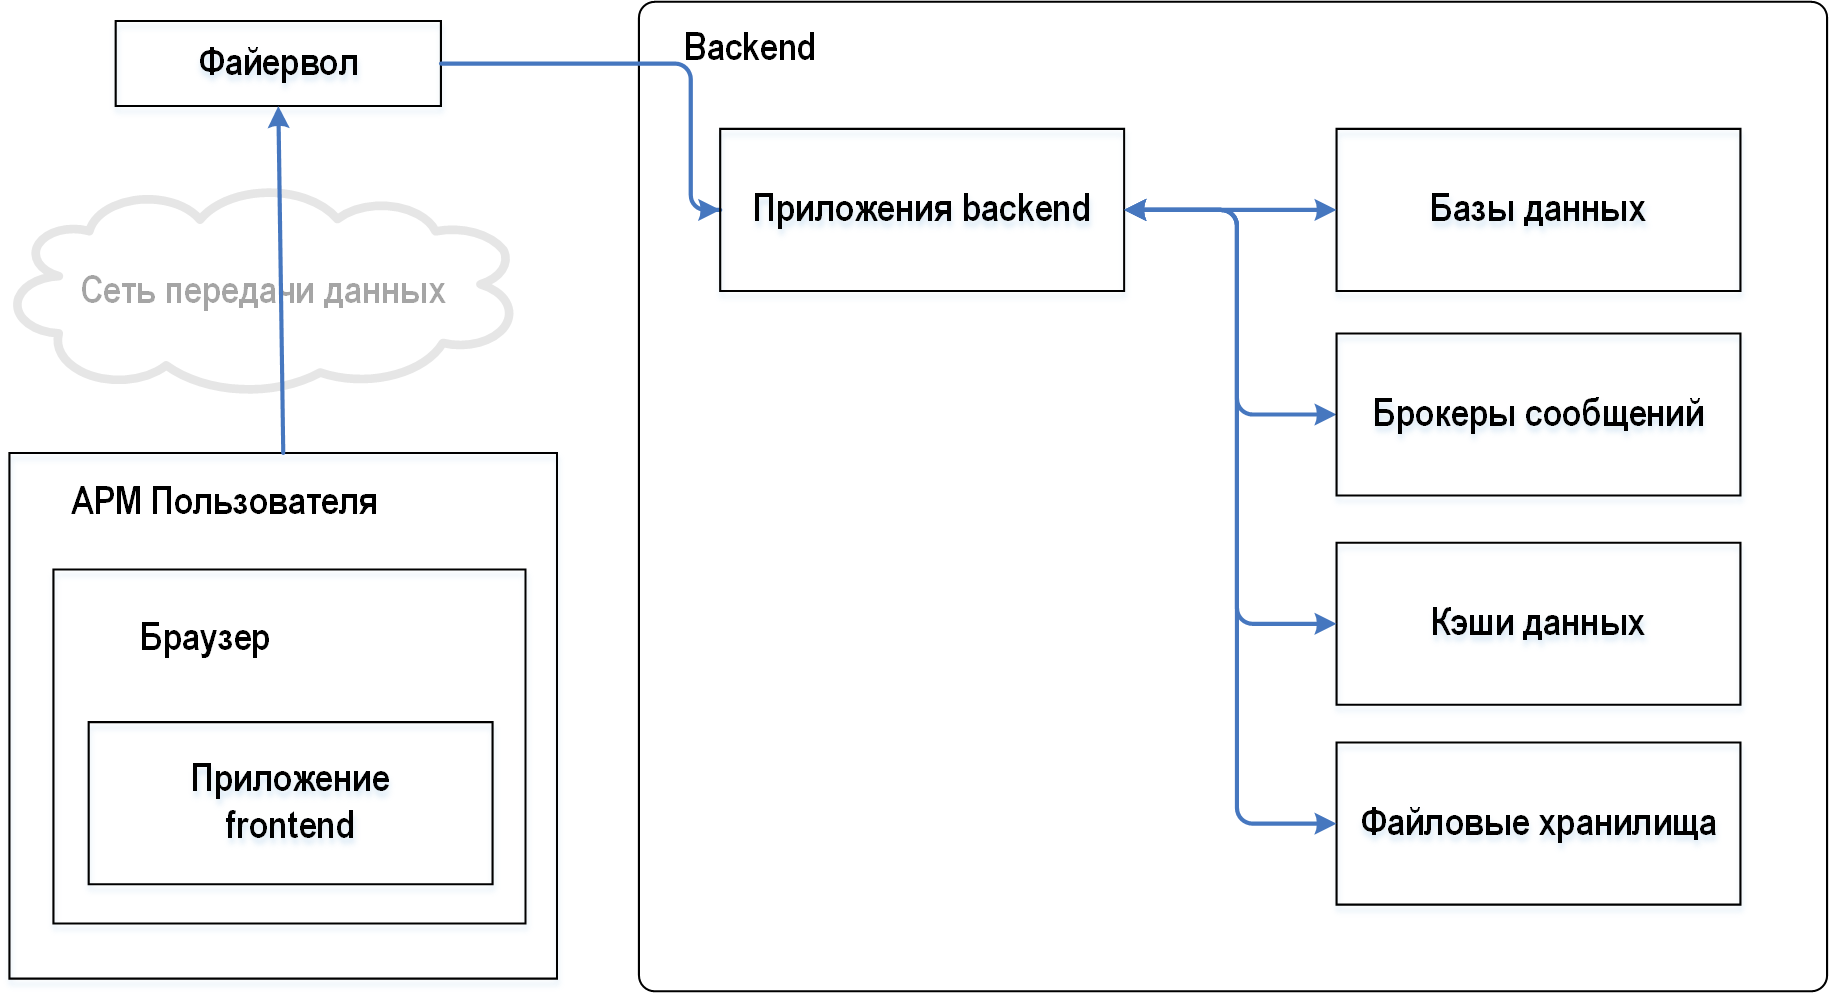 Файервол
Backend
Приложения backend
Базы данных
Сеть передачи данных
Брокеры сообщений
АРМ Пользователя
Браузер
Кэши данных
Приложение
frontend
Файловые хранилища